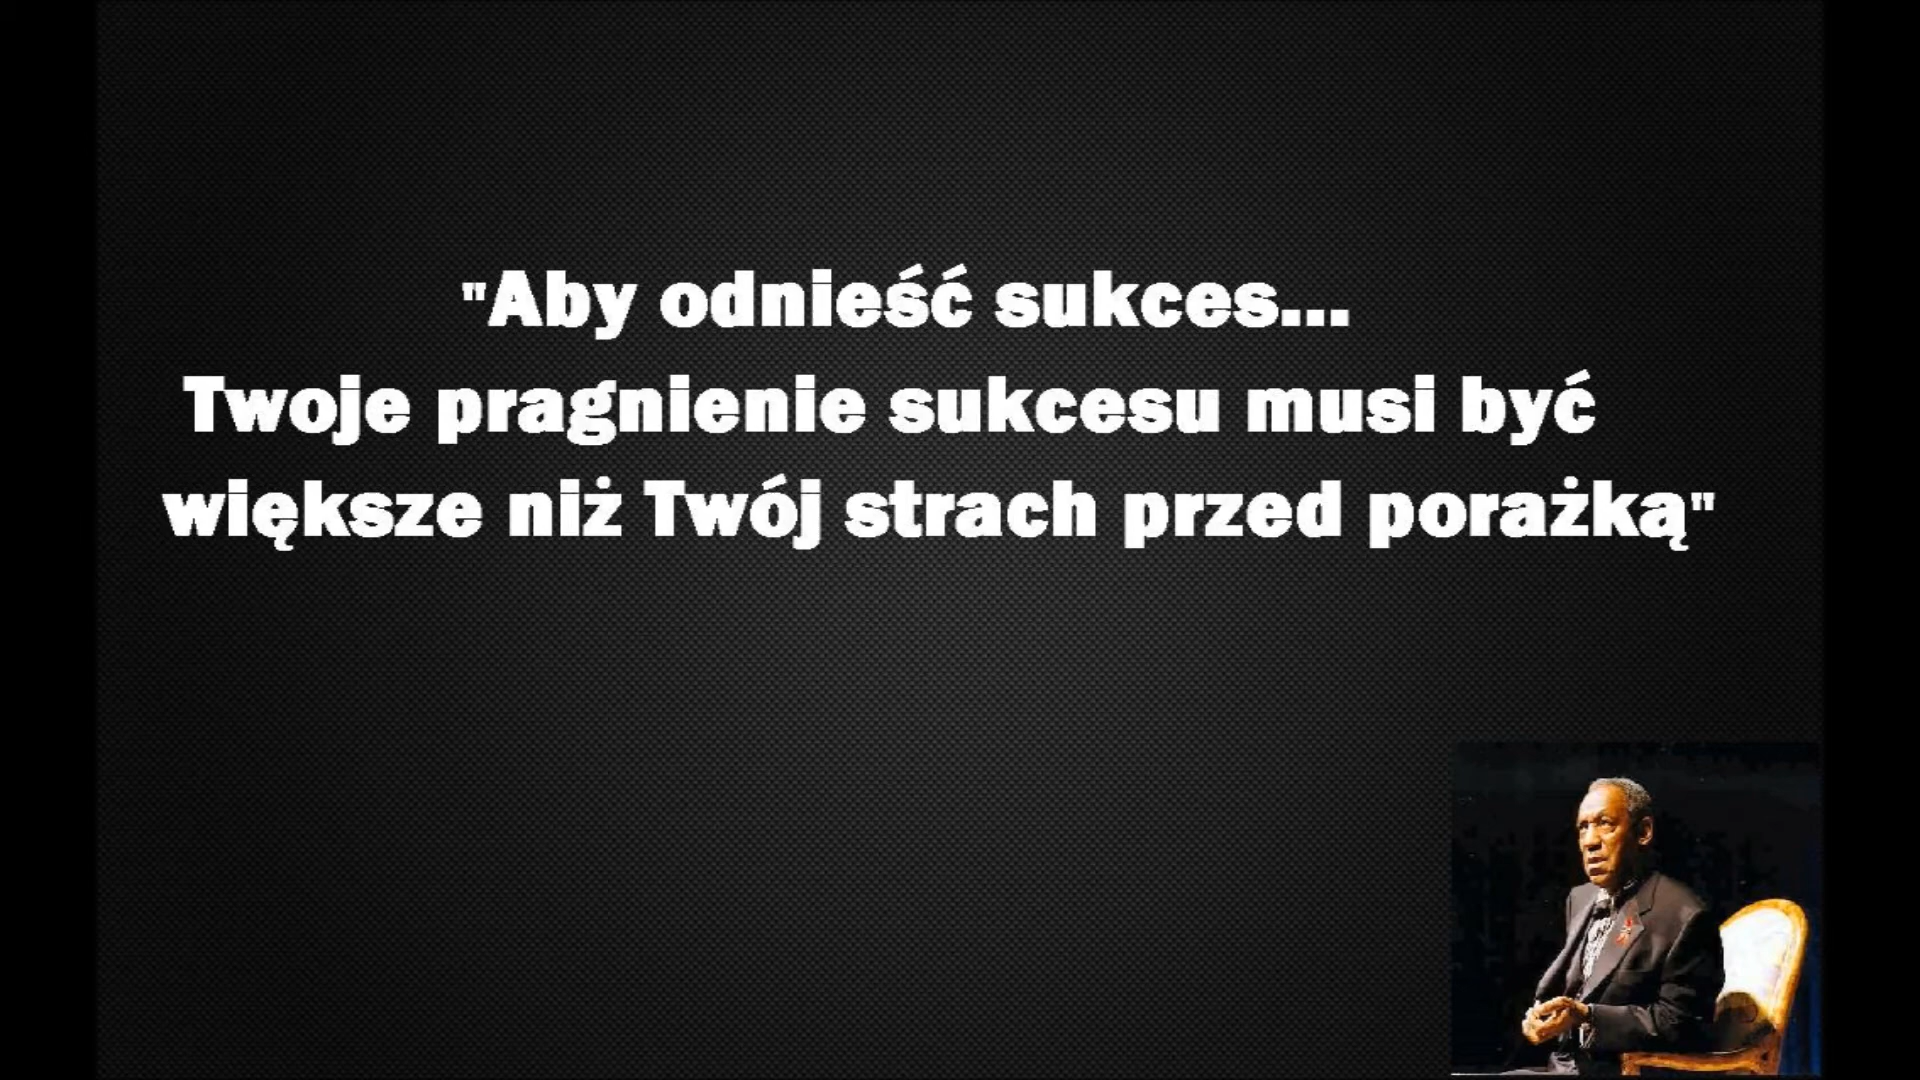 "Aby odnieść sukces...
Twoje pragnienie sukcesu musi być
większe niż Twój strach przed porażką"